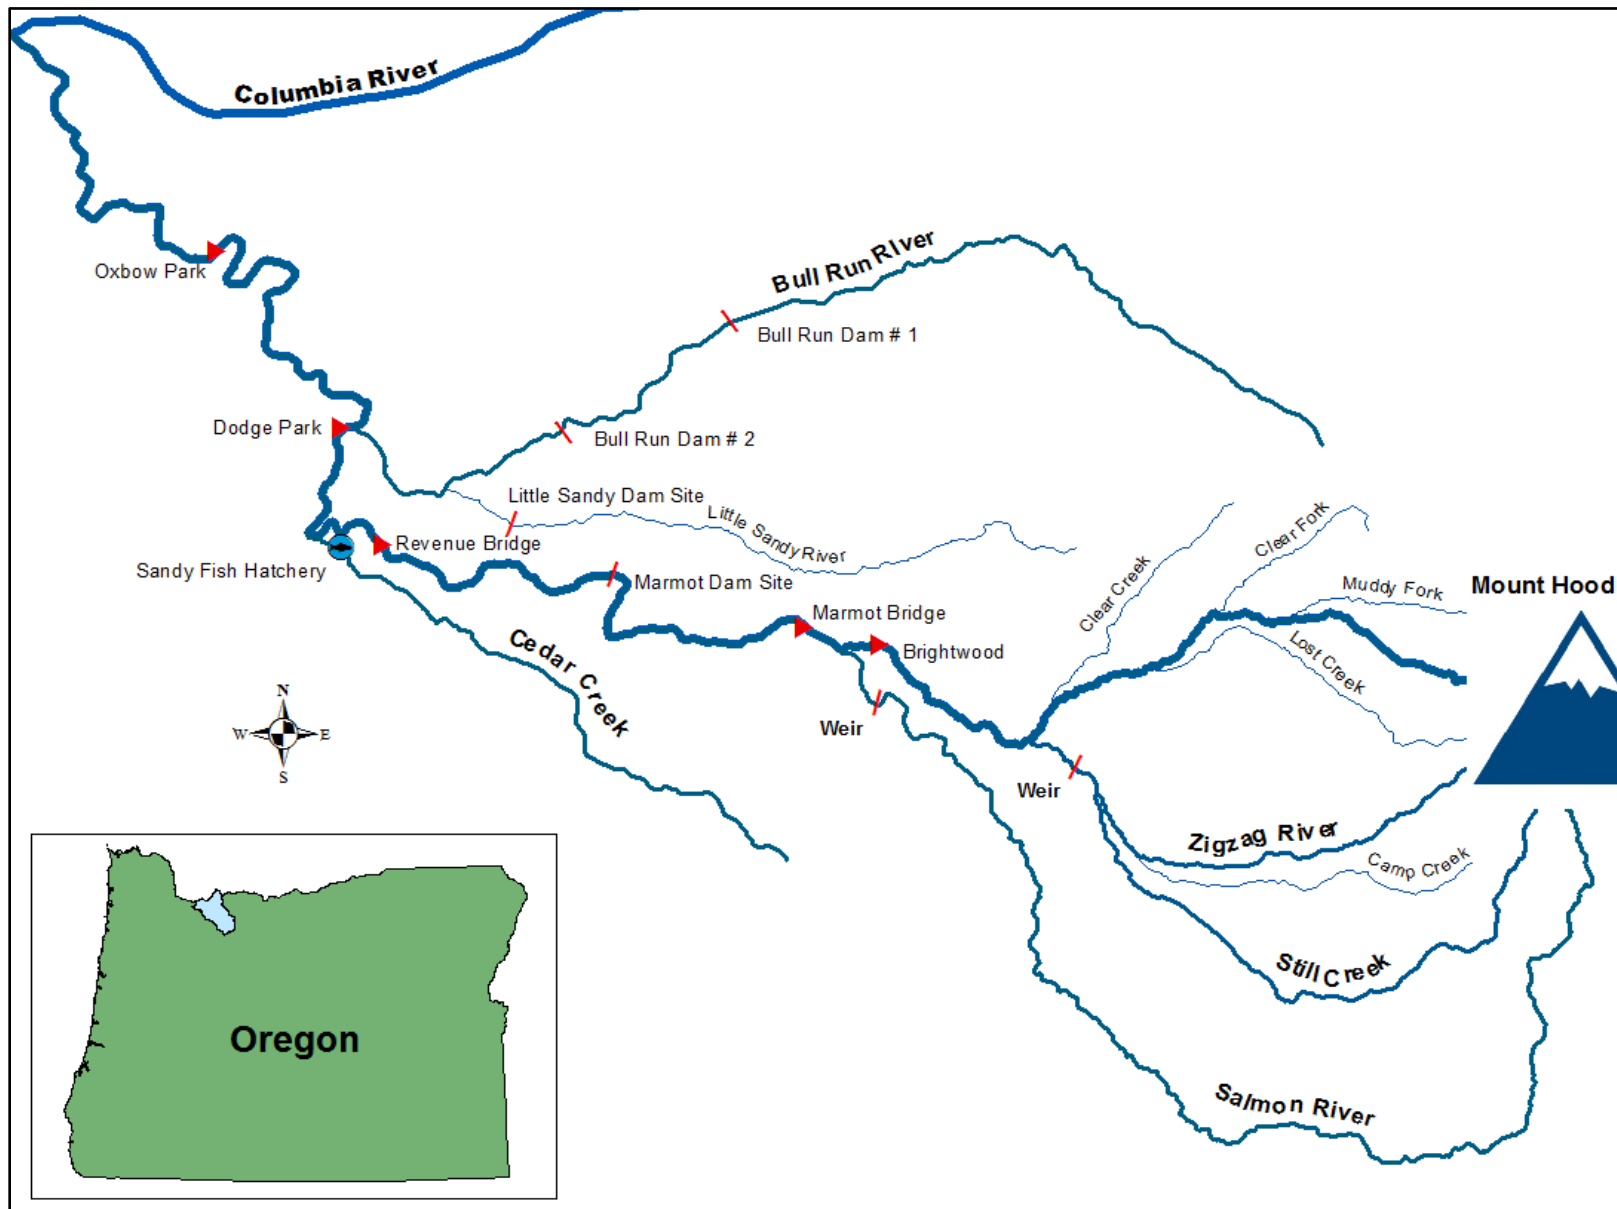 Columbia River
Oxbow Park
Bull Run RIver
Bull Run Dam # 1
Dodge Park
Bull Run Dam # 2
Little Sandy Dam Site
Little Sandy River
Revenue Bridge
Sandy Fish Hatchery
Marmot Dam Site
Clear Creek
Clear Fork
Muddy Fork
Mount Hood
Marmot Bridge
Brightwood
Lost Creek
Cedar Creek
Weir
Weir
N
W
E
S
Zigzag River
Camp Creek
Still Creek
Salmon River
Oregon